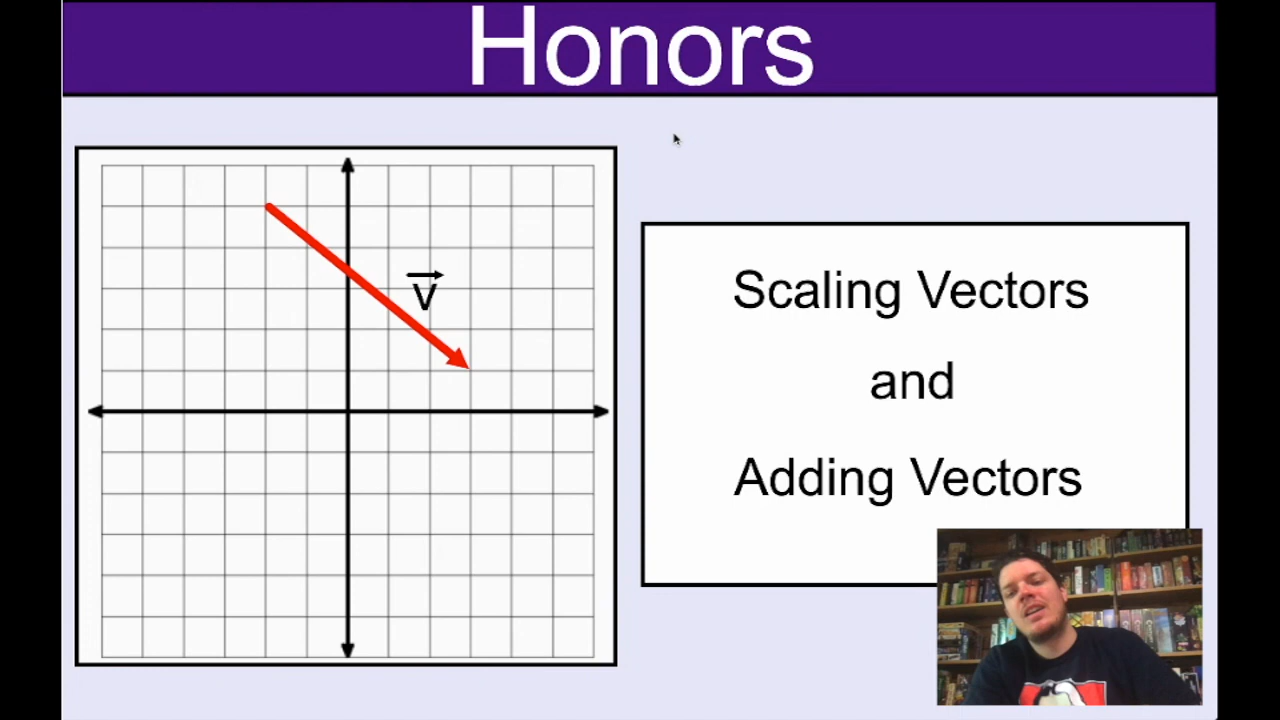 Honors
V
Scaling Vectors
and
Adding Vectors